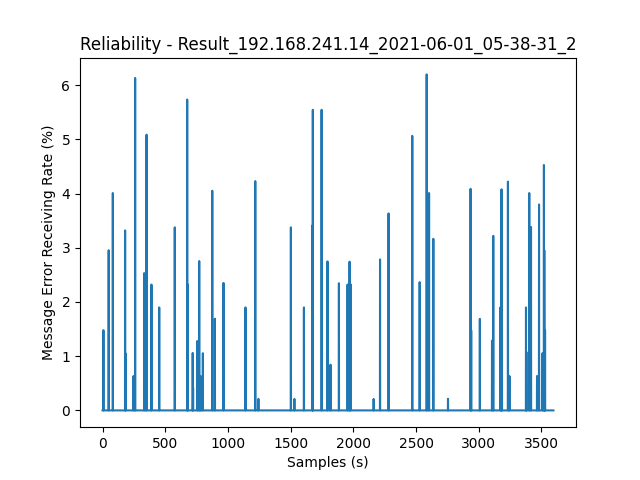 Reliability - Result_192.168.241.14_2021-06-01_05-38-31_2
6
5
4
3
2
1
0
Message Error Receiving Rate (%)
0 500 1000 1500 2000 2500 3000 3500
Samples (s)